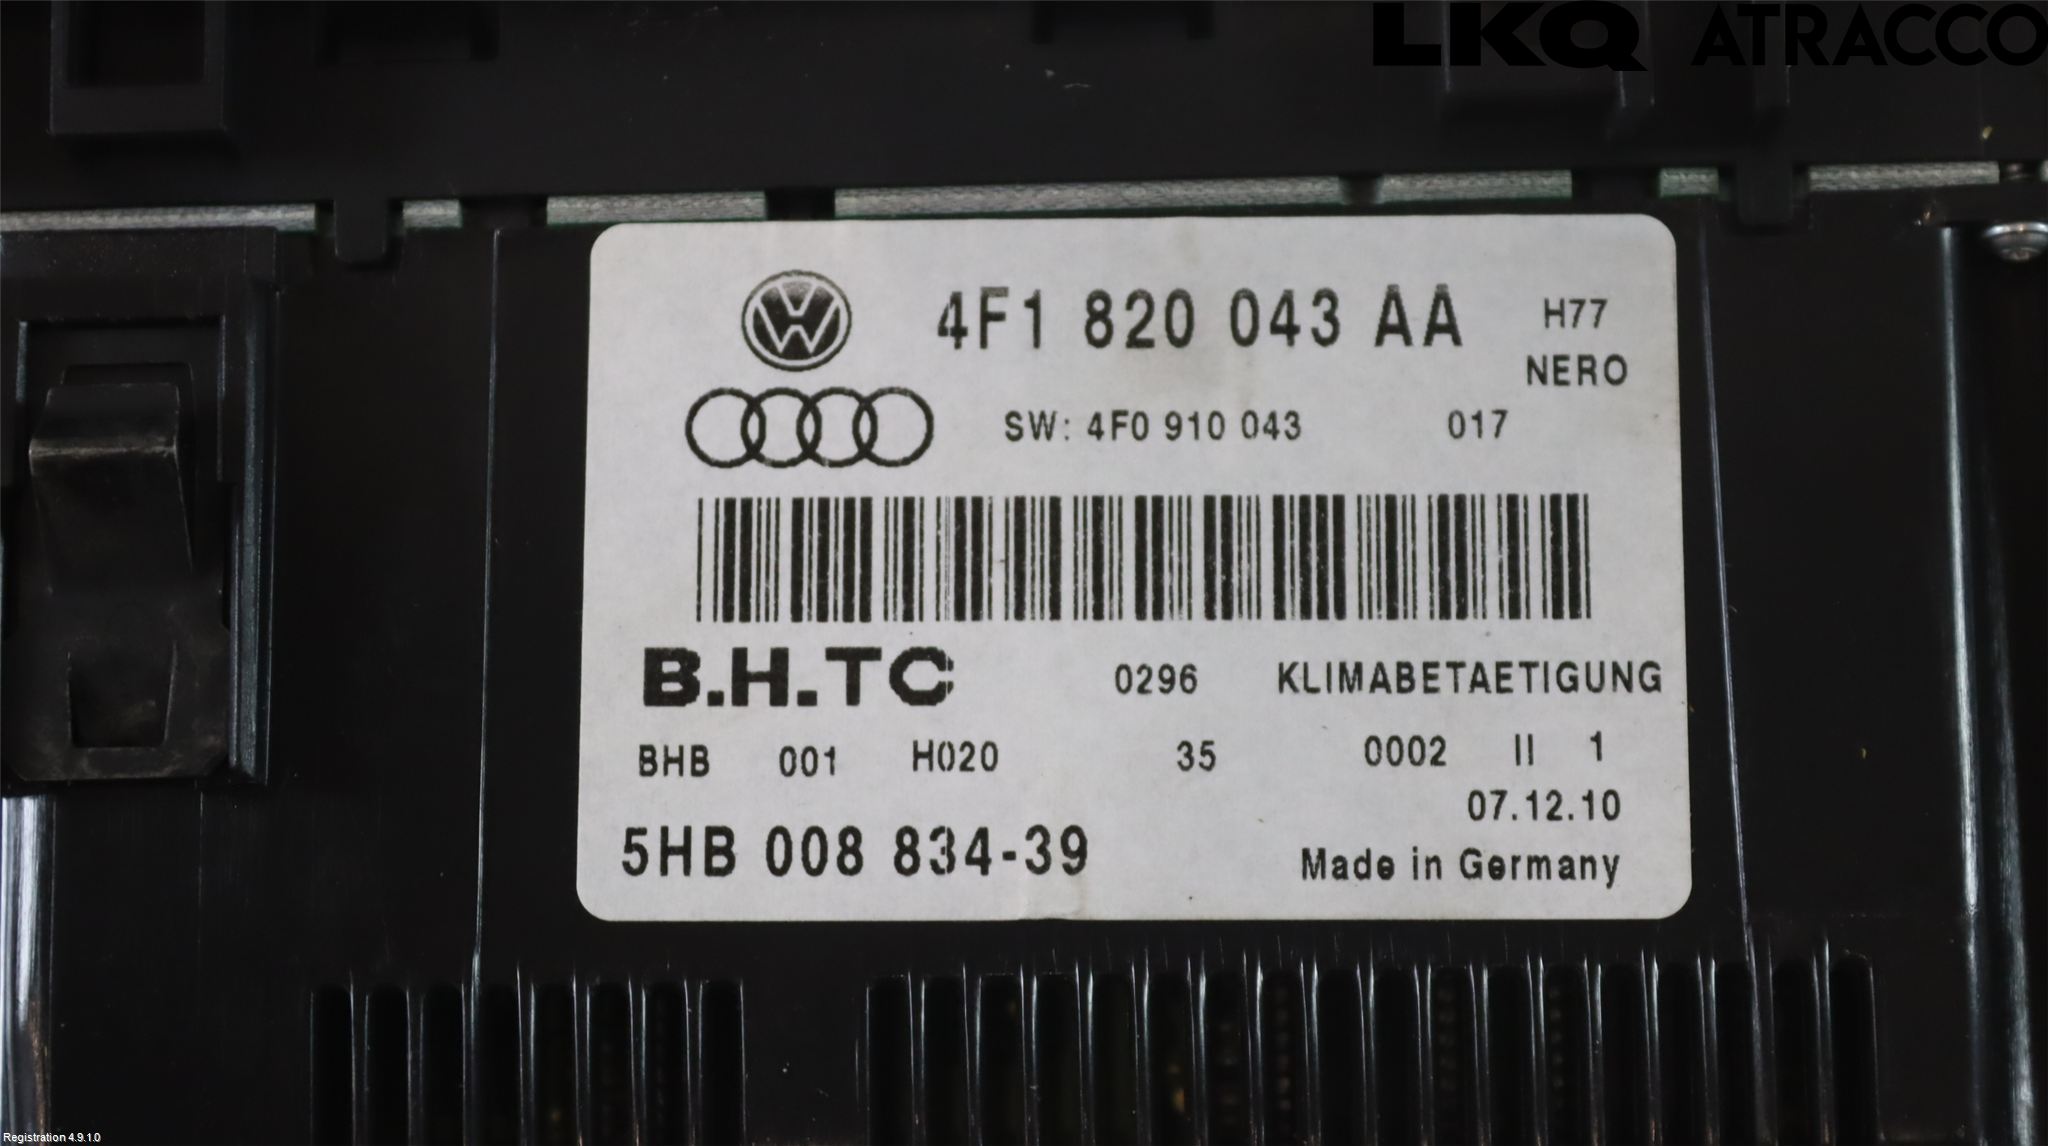 LKQ ATRACCO
4F1 820 043 AA H77
NERO
SW: 4F0 910 043 017
B.H.TC 0296 KLIMABETAETIGUNG
BHB 001 H020 35 0002 II 1
07.12.10
5HB 008 834-39 Made in Germany
Registration 4.9.1.0